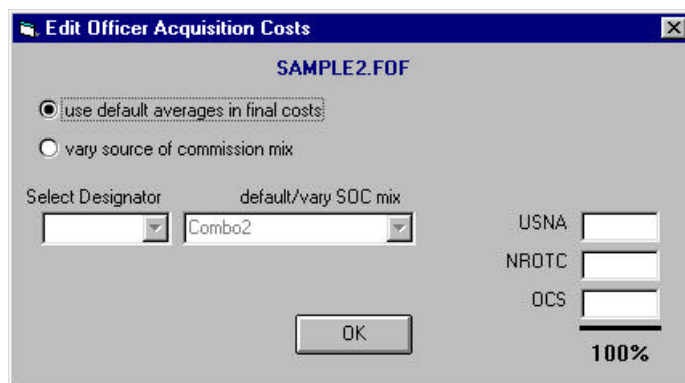 Edit Officer Acquisition Costs
SAMPLE2.FOF
use default averages in final costs
vary source of commission mix
Select Designator default/vary SOC mix
Combo2
USNA
NROTC
OCS
OK
100%